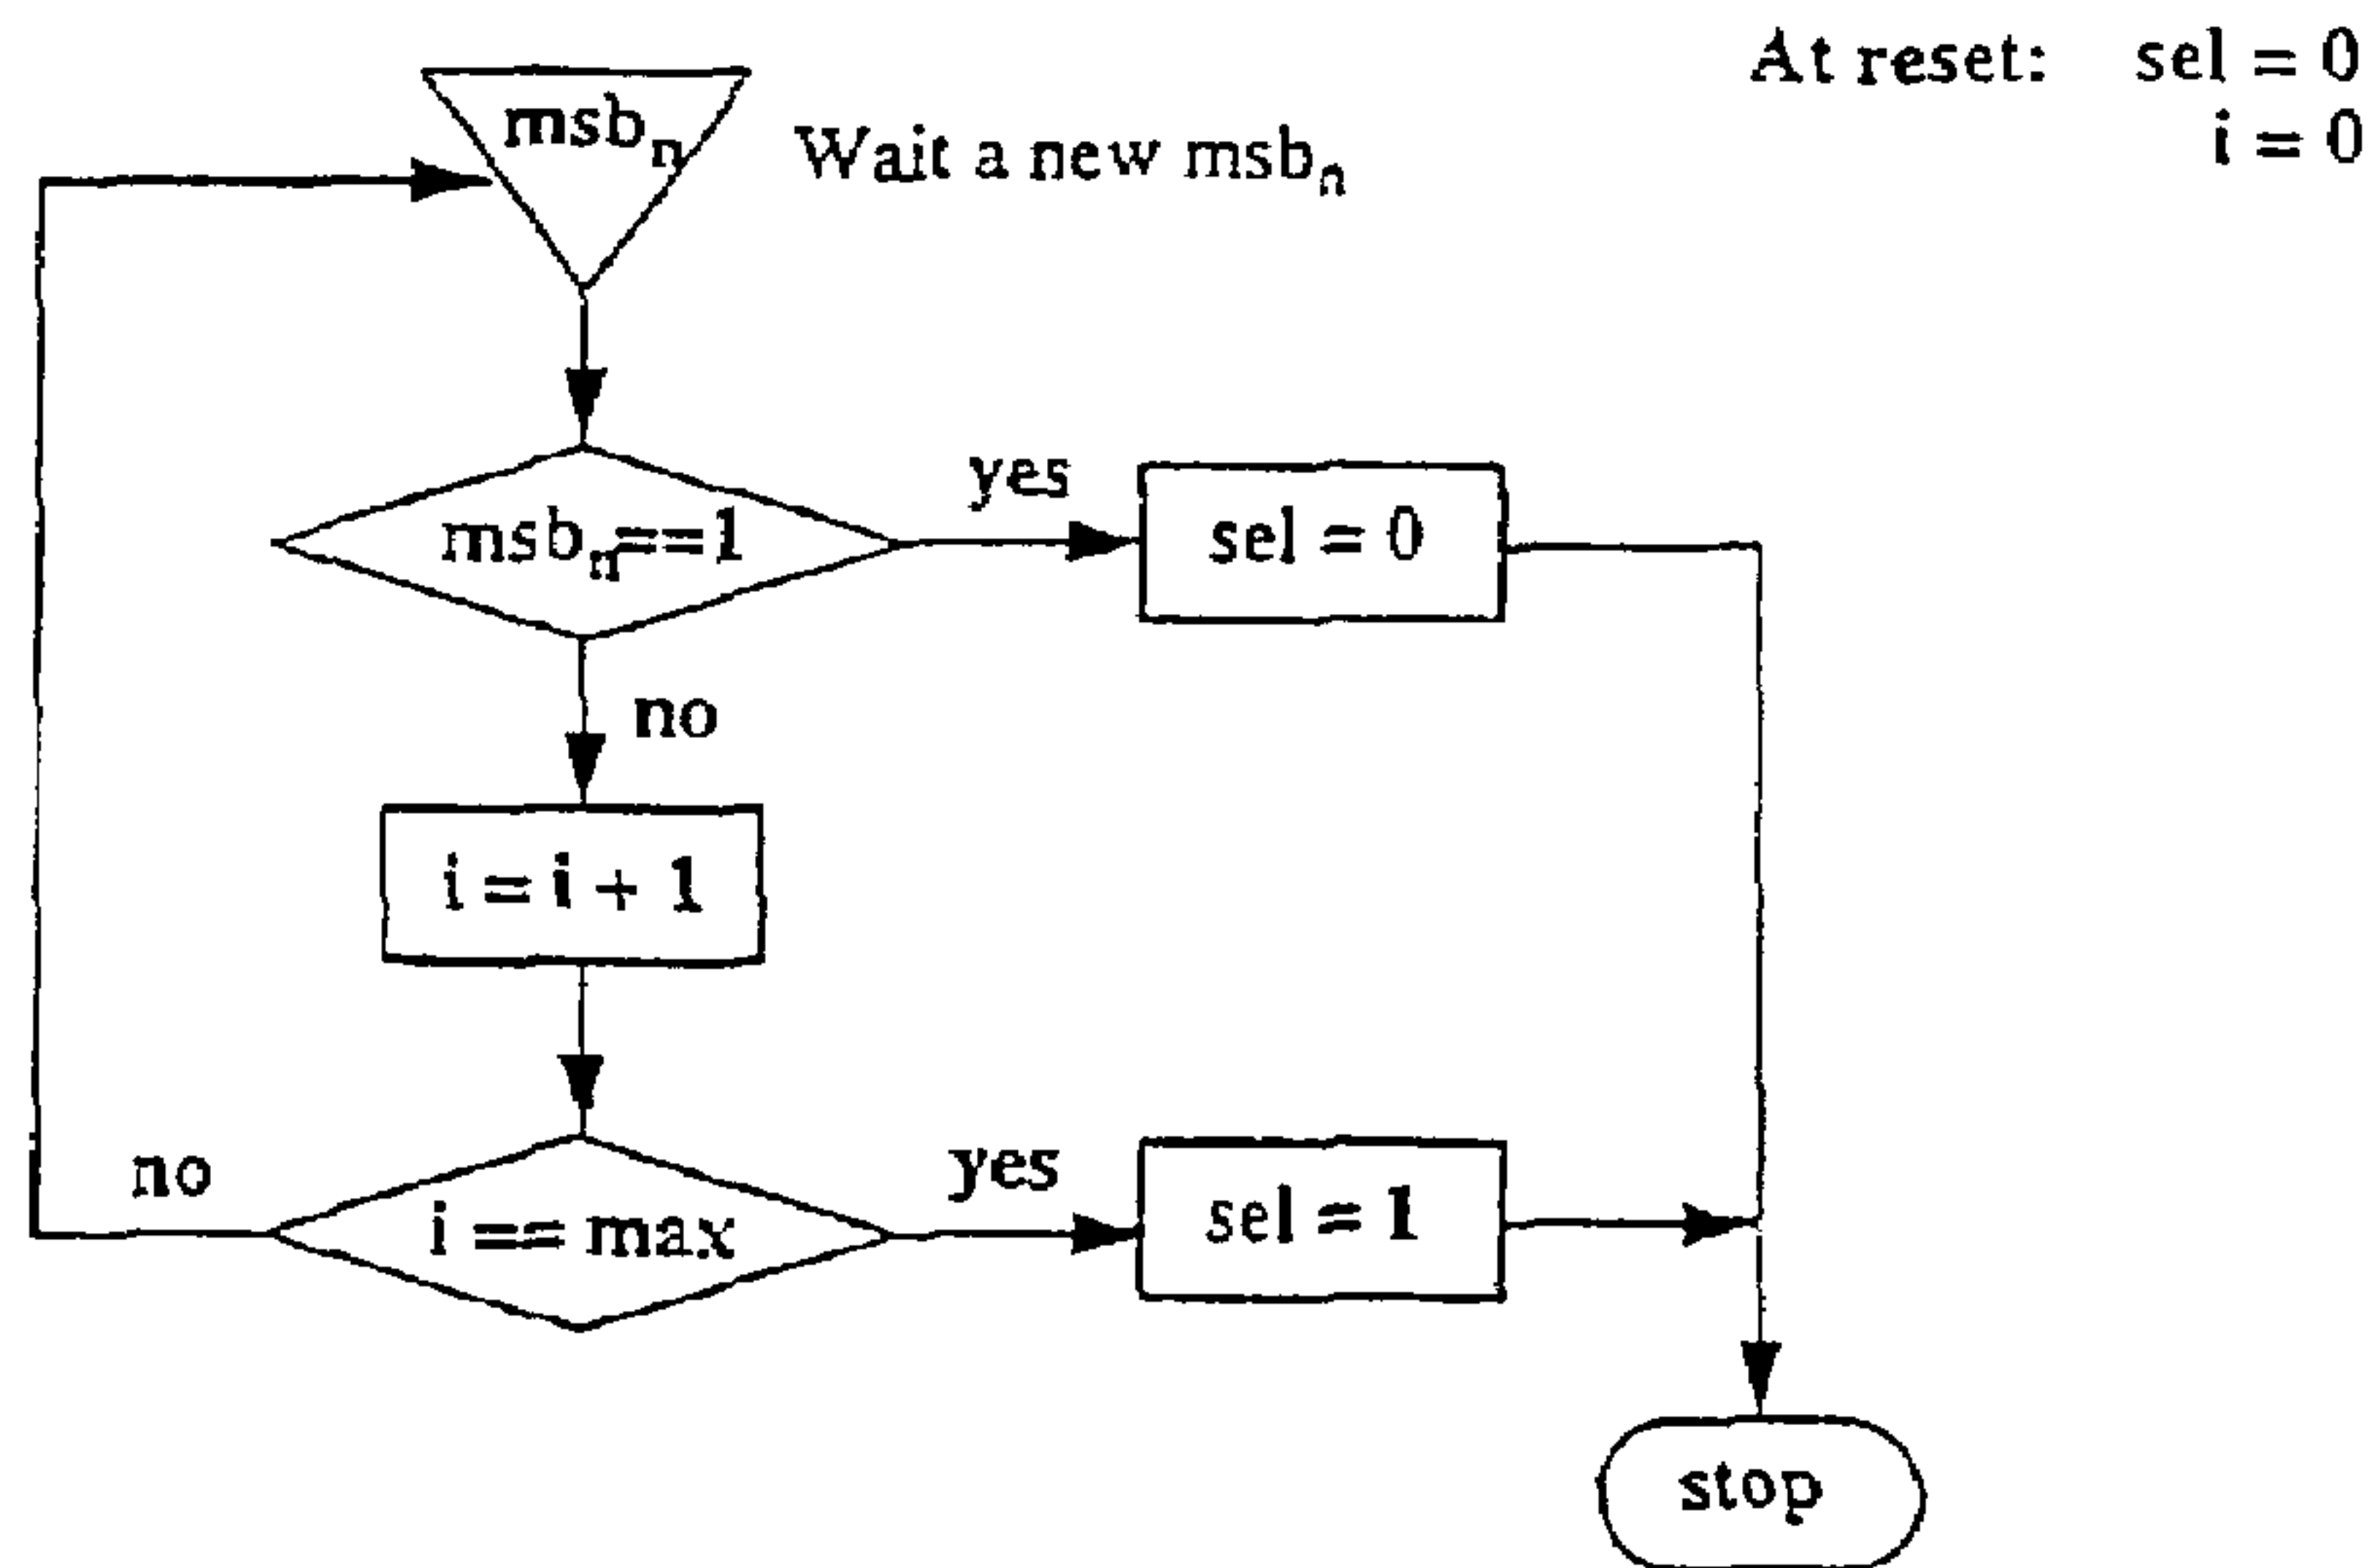 At reset: sel = 0
i = 0
msbn
Wait a new msbn
msbn==1
yes
sel = 0
no
i = i + 1
no
i == max
yes
sel = 1
stop